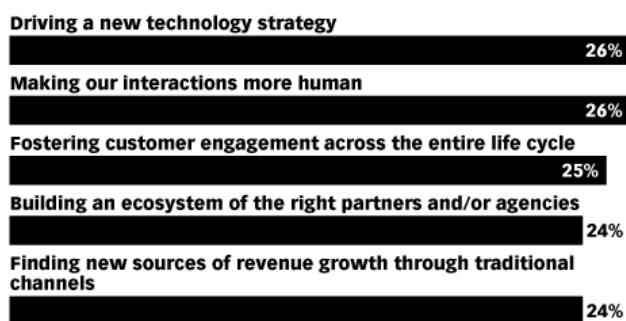 Driving a new technology strategy
26%
Making our interactions more human
26%
Fostering customer engagement across the entire life cycle
25%
Building an ecosystem of the right partners and/or agencies
24%
Finding new sources of revenue growth through traditional
channels
24%